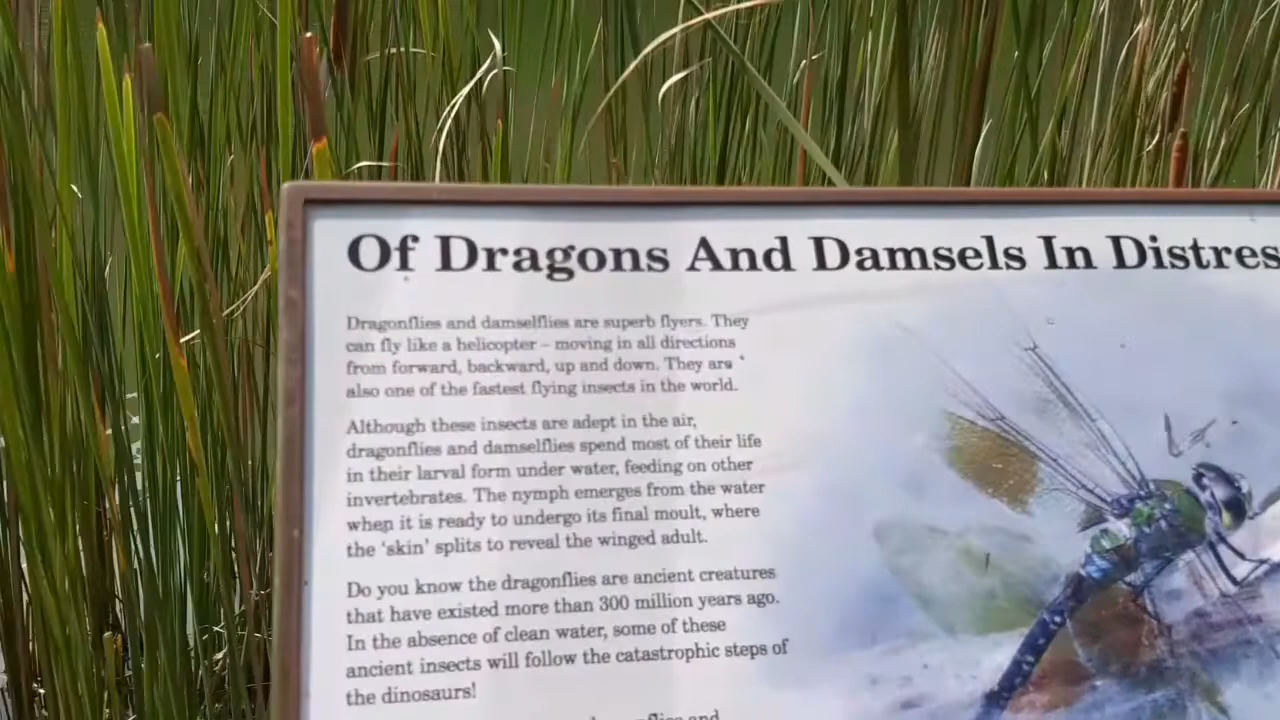 Of Dragons And Damsels In Distres
Dragonflies and damselflies are superb flyers. They
can fly like a helicopter – moving in all directions
from forward, backward, up and down. They are
also one of the fastest flying insects in the world.
Although these insects are adept in the air,
dragonflies and damselflies spend most of their life
in their larval form under water, feeding on other
invertebrates. The nymph emerges from the water
when it is ready to undergo its final moult, where
the ‘skin’ splits to reveal the winged adult.
Do you know the dragonflies are ancient creatures
that have existed more than 300 million years ago.
In the absence of clean water, some of these
ancient insects will follow the catastrophic steps of
the dinosaurs!
and